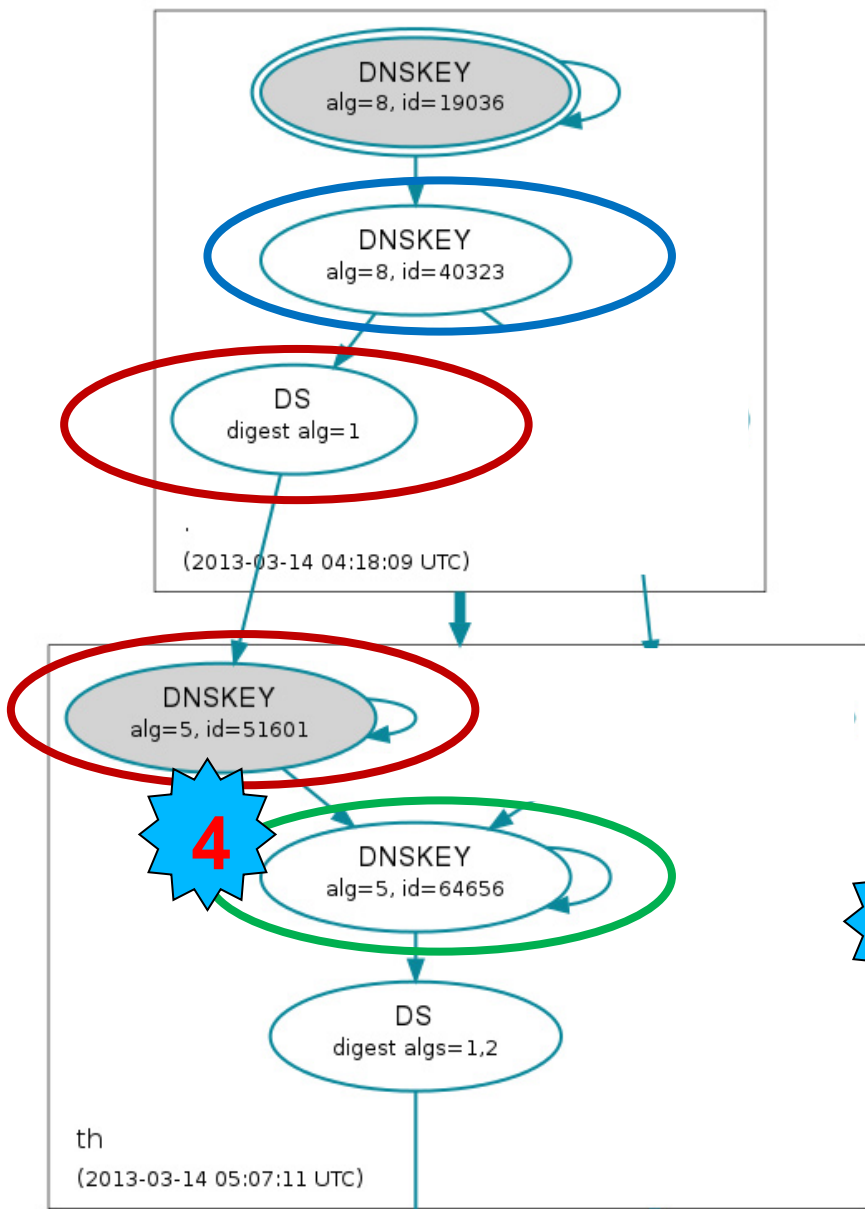 DNSKEY
alg=8, id=19036
DNSKEY
alg=8, id=40323
DS
digest alg=1
.
(2013-03-14 04:18:09 UTC)
DNSKEY
alg=5, id=51601
4
DNSKEY
alg=5, id=64656
DS
digest algs=1,2
th
(2013-03-14 05:07:11 UTC)